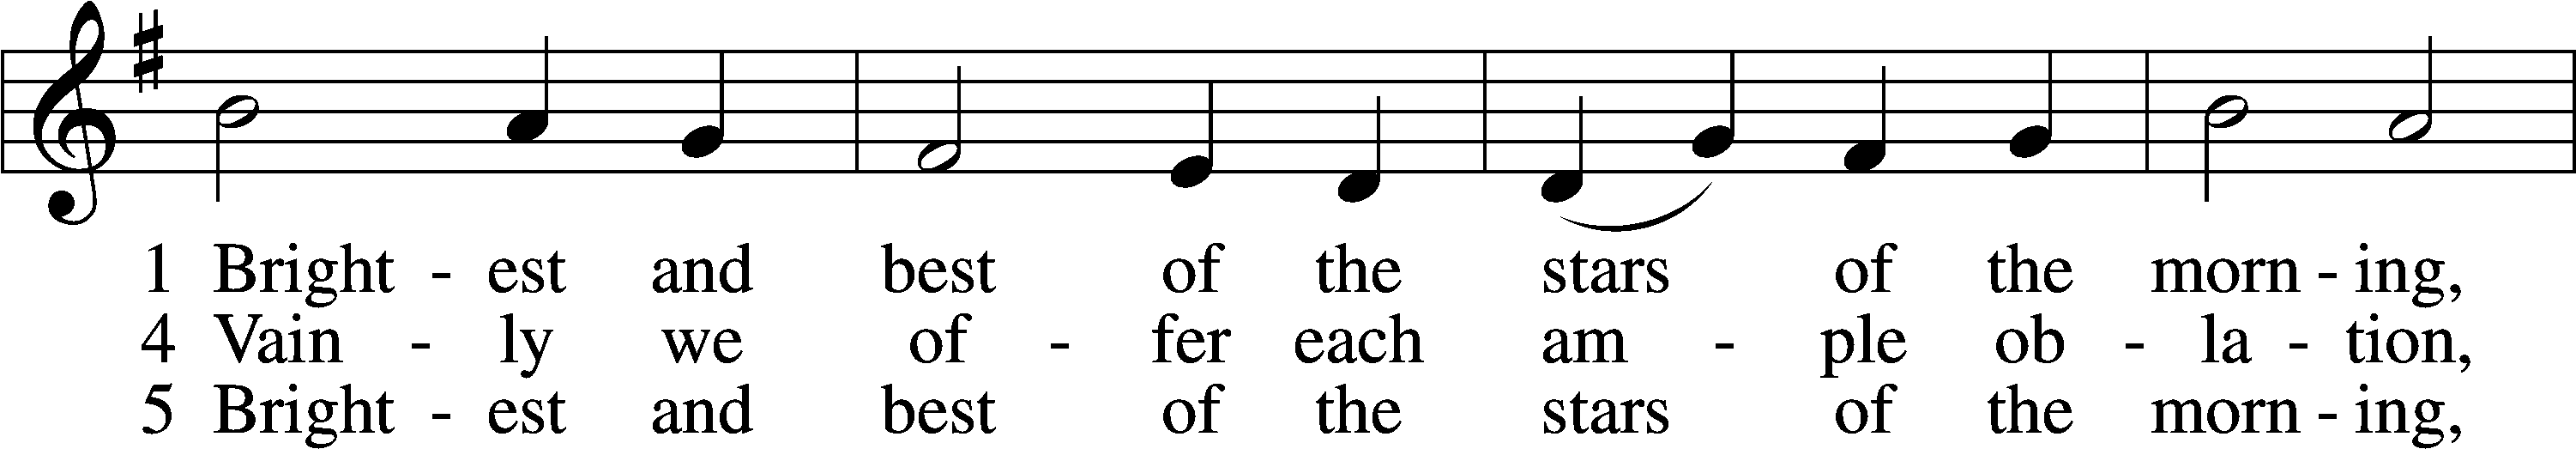 1 Bright - est and best of the stars of the morn - ing,
4 Vain - ly we of - fer each am - ple ob - la - tion,
5 Bright - est and best of the stars of the morn - ing,